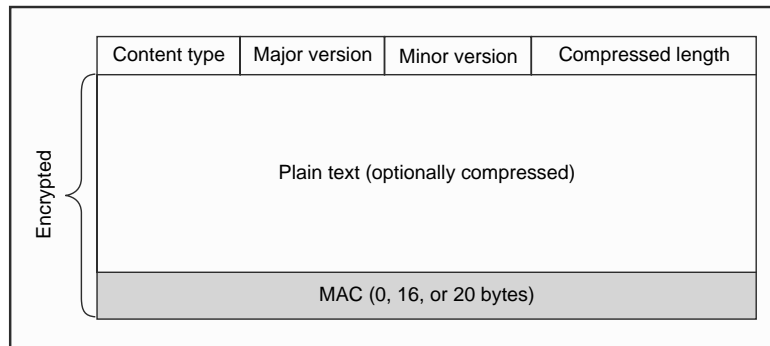 Content type Major version Minor version Compressed length
Encrypted
Plain text (optionally compressed)
MAC (0, 16, or 20 bytes)